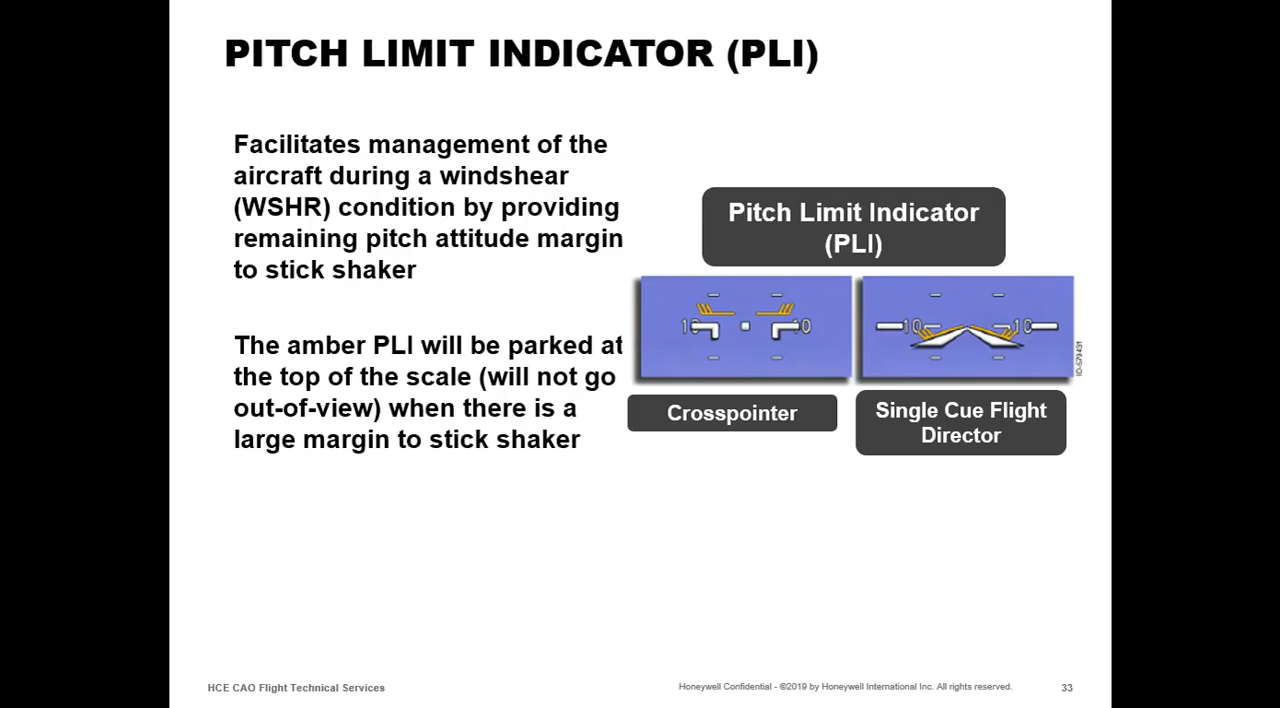 PITCH LIMIT INDICATOR (PLI)
Facilitates management of the
aircraft during a windshear
(WSHR) condition by providing
remaining pitch attitude margin
to stick shaker
The amber PLI will be parked at
the top of the scale (will not go
out-of-view) when there is a
large margin to stick shaker
Pitch Limit Indicator
(PLI)
10 10
10 10
Crosspointer
Single Cue Flight
Director
HCE CAO Flight Technical Services
Honeywell Confidential - ©2019 by Honeywell International Inc. All rights reserved.
33